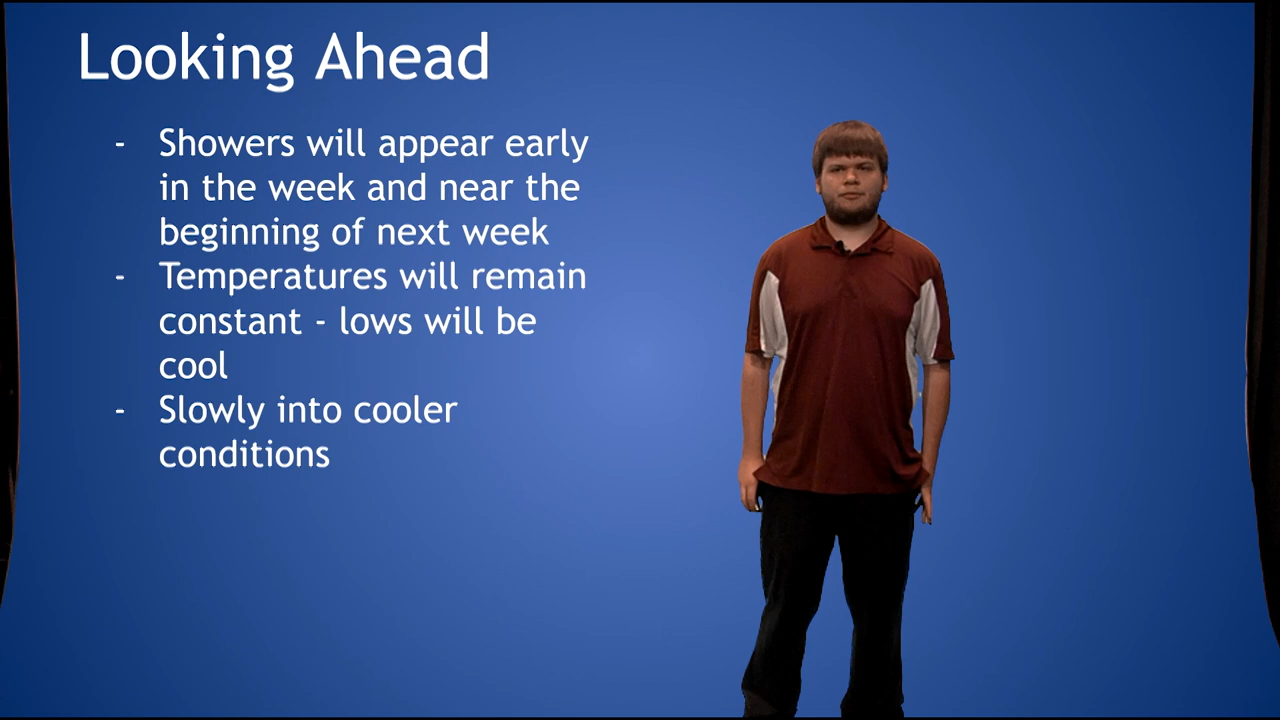 Looking Ahead
- Showers will appear early
in the week and near the
beginning of next week
- Temperatures will remain
constant - lows will be
cool
- Slowly into cooler
conditions